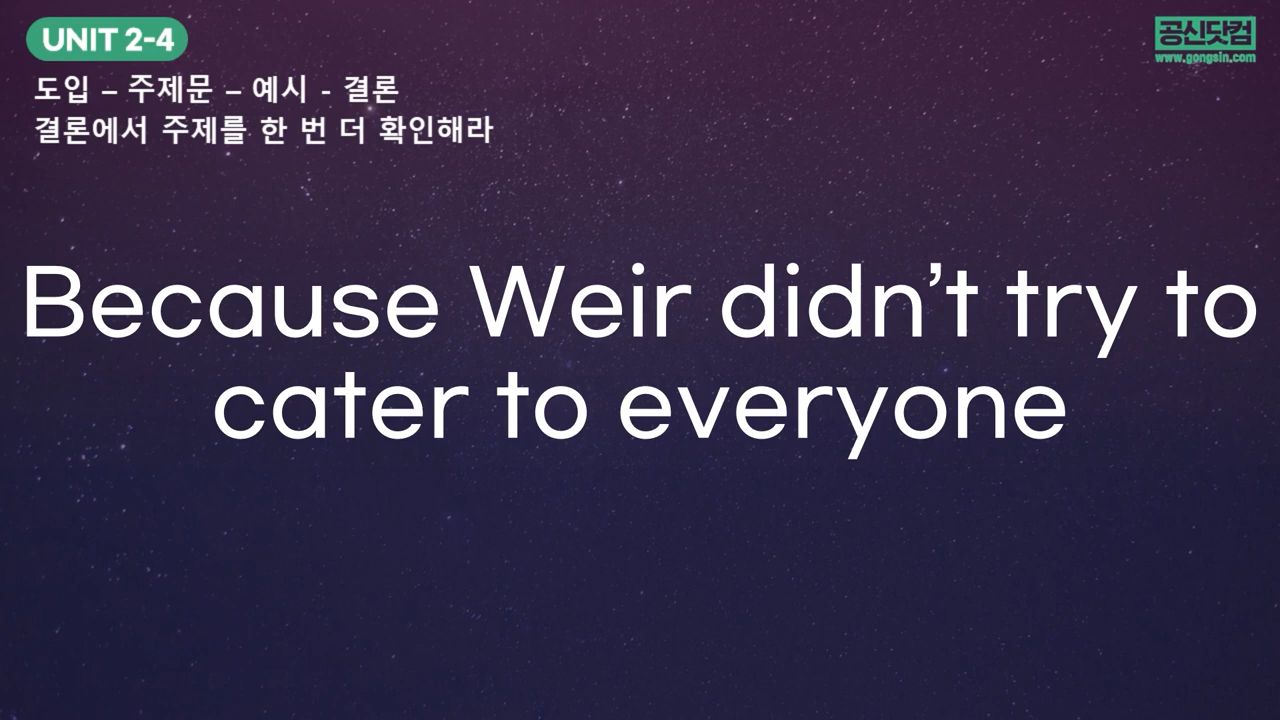 UNIT 2-4
공신닷컴
www.gongsin.com
도입 – 주제문 – 예시 - 결론
결론에서 주제를 한 번 더 확인해라
Because Weir didn’t try to
cater to everyone